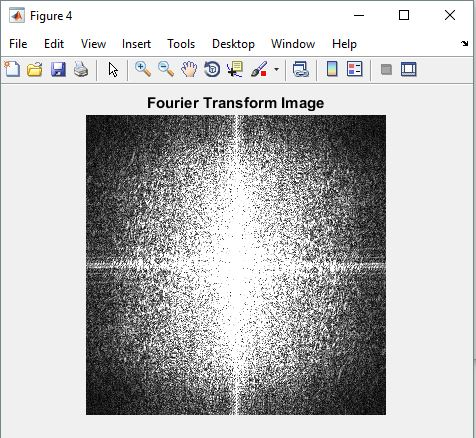 Figure 4
File Edit View Insert Tools Desktop Window Help
Fourier Transform Image